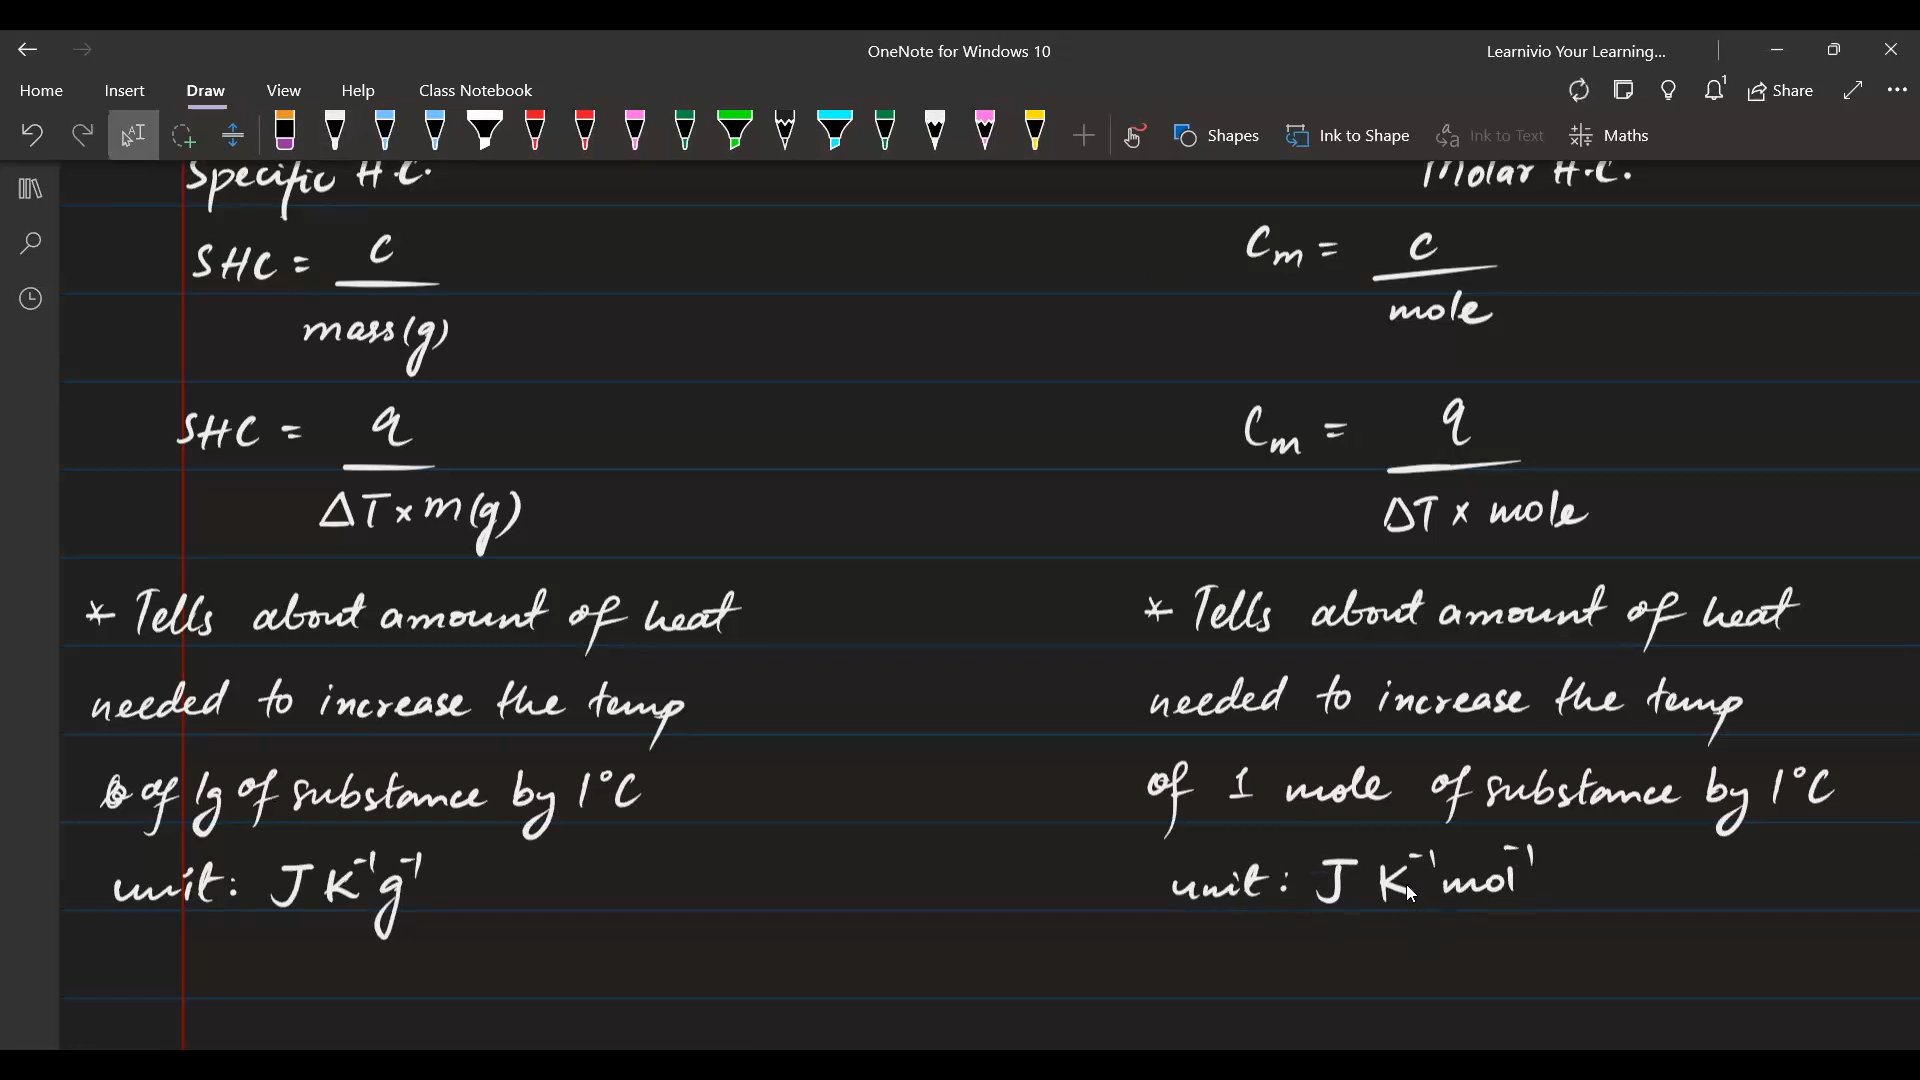 OneNote for Windows 10
Learnivio Your Learning...
Home Insert Draw View Help Class Notebook
1
Share
Shapes
Ink to Shape
Ink to Text
Maths
Specific H.C.
SHC = C
mass(g)
SHC = q
ΔT × m(g)
* Tells about amount of heat
needed to increase the temp
of 1g of substance by 1°C
unit: J K⁻¹g⁻¹
Molar H.C.
Cm = C
mole
Cm = q
ΔT × mole
* Tells about amount of heat
needed to increase the temp
of 1 mole of substance by 1°C
unit: J K⁻¹mol⁻¹